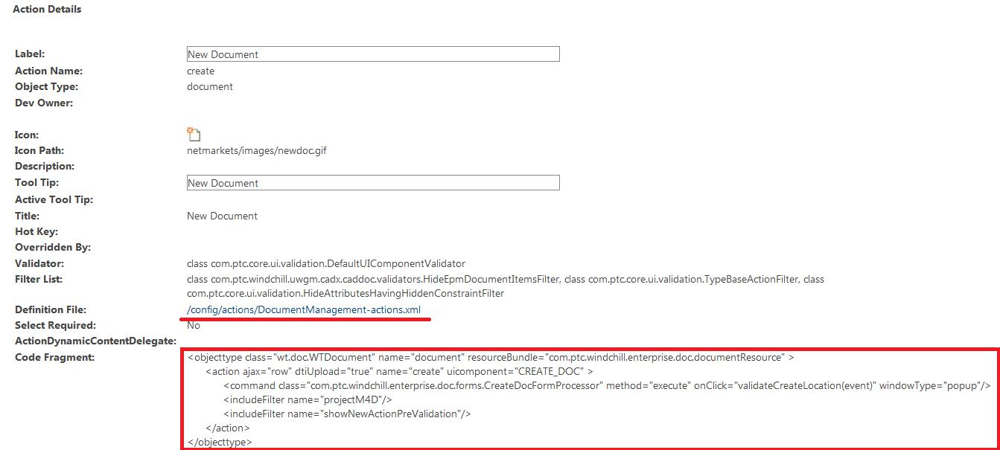 Action Details
Label: New Document
Action Name: create
Object Type: document
Dev Owner:
Icon:
Icon Path: netmarkets/images/newdoc.gif
Description:
Tool Tip: New Document
Active Tool Tip:
Title: New Document
Hot Key:
Overridden By:
Validator: class com.ptc.core.ui.validation.DefaultUIComponentValidator
Filter List: class com.ptc.windchill.uwgm.cadx.caddoc.validators.HideEpmDocumentItemsFilter, class com.ptc.core.ui.validation.TypeBaseActionFilter, class
com.ptc.core.ui.validation.HideAttributesHavingHiddenConstraintFilter
Definition File: /config/actions/DocumentManagement-actions.xml
Select Required: No
ActionDynamicContentDelegate:
Code Fragment: <objecttype class="wt.doc.WTDocument" name="document" resourceBundle="com.ptc.windchill.enterprise.doc.documentResource" >
<action ajax="row" dtiUpload="true" name="create" uicomponent="CREATE_DOC" >
<command class="com.ptc.windchill.enterprise.doc.forms.CreateDocFormProcessor" method="execute" onClick="validateCreateLocation(event)" windowType="popup"/>
<includeFilter name="projectM4D"/>
<includeFilter name="showNewActionPreValidation"/>
</action>
</objecttype>